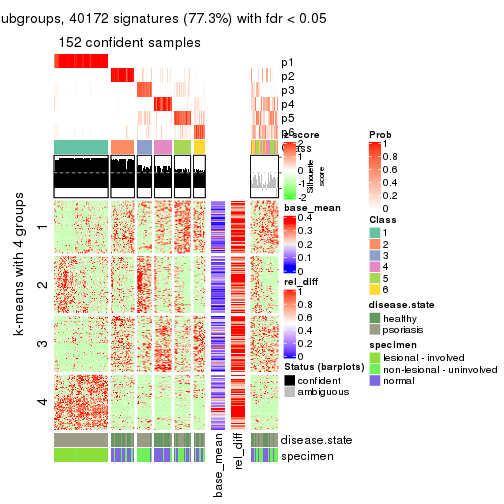 ubgroups, 40172 signatures (77.3%) with fdr < 0.05
152 confident samples
p1
p2
p3
p4
p5
p6
z-score
2
1
0
-1
-2
Silhouette
score
base_mean
0.4
0.3
0.2
0.1
0
rel_diff
1
0.8
0.6
0.4
0.2
0
Status (barplots)
confident
ambiguous
Prob
1
0.8
0.6
0.4
0.2
0
Class
1
2
3
4
5
6
disease.state
healthy
psoriasis
specimen
lesional - involved
non-lesional - uninvolved
normal
k-means with 4 groups
1
2
3
4
disease.state
specimen
base_mean
rel_diff